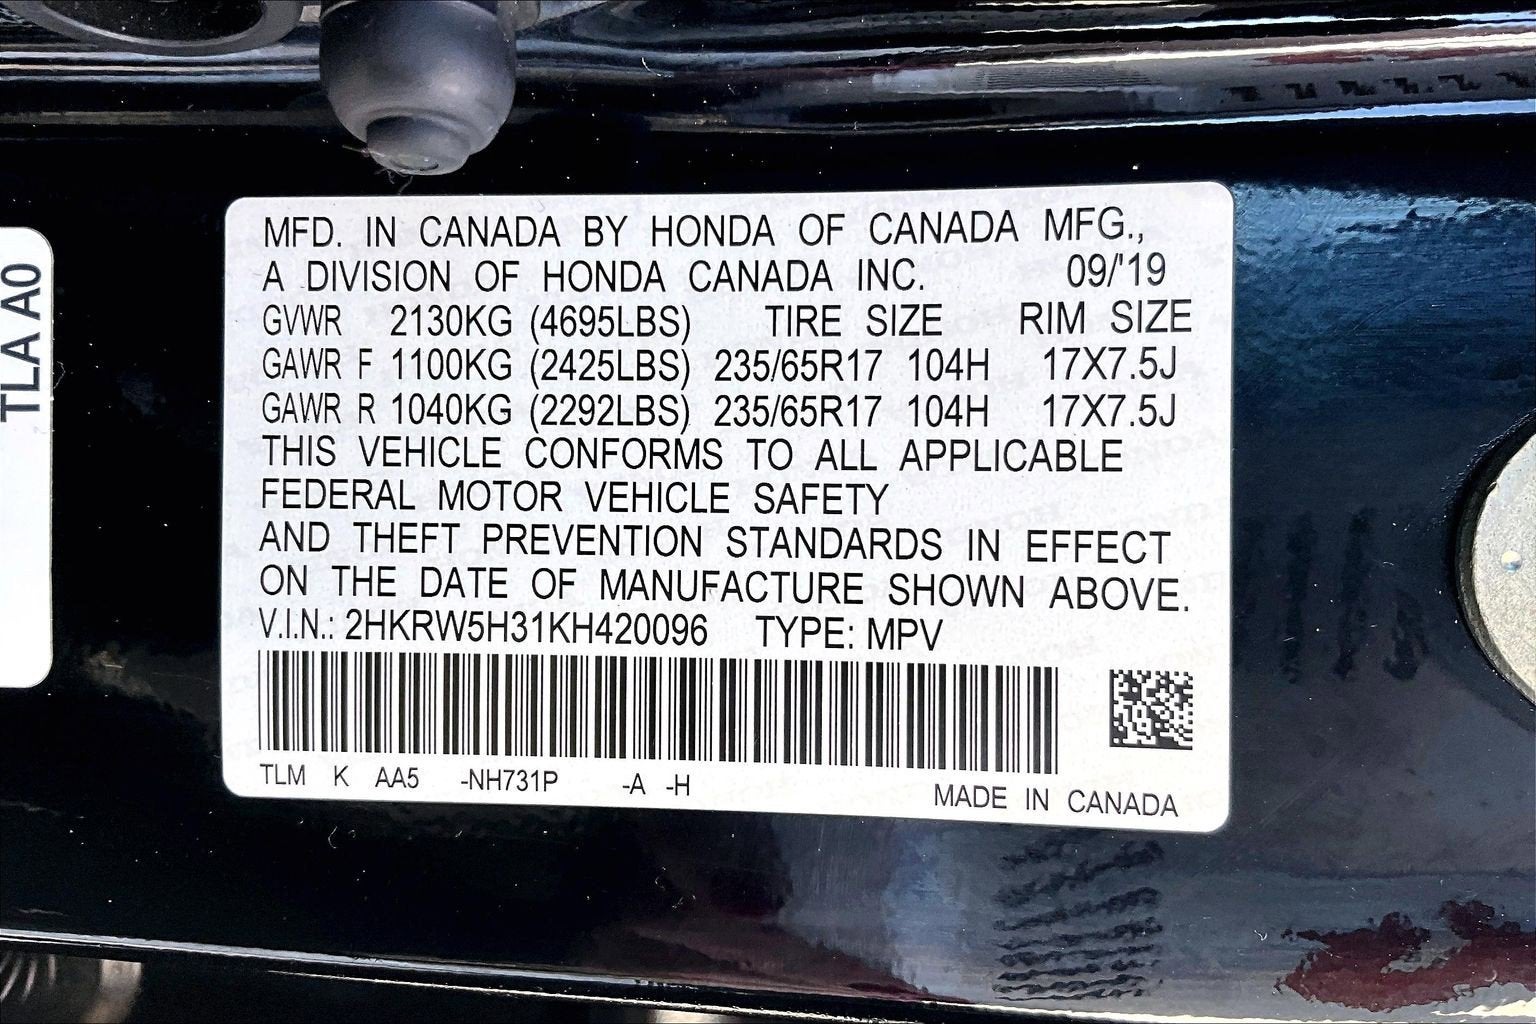 TLA A0
MFD. IN CANADA BY HONDA OF CANADA MFG.,
A DIVISION OF HONDA CANADA INC. 09/'19
GVWR 2130KG (4695LBS) TIRE SIZE RIM SIZE
GAWR F 1100KG (2425LBS) 235/65R17 104H 17X7.5J
GAWR R 1040KG (2292LBS) 235/65R17 104H 17X7.5J
THIS VEHICLE CONFORMS TO ALL APPLICABLE
FEDERAL MOTOR VEHICLE SAFETY
AND THEFT PREVENTION STANDARDS IN EFFECT
ON THE DATE OF MANUFACTURE SHOWN ABOVE.
V.I.N.: 2HKRW5H31KH420096 TYPE: MPV
TLM K AA5 -NH731P -A -H
MADE IN CANADA